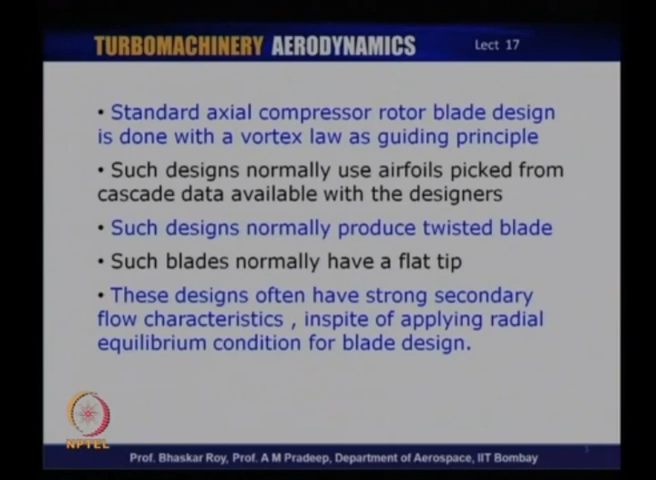 TURBOMACHINERY AERODYNAMICS Lect 17
• Standard axial compressor rotor blade design
is done with a vortex law as guiding principle
• Such designs normally use airfoils picked from
cascade data available with the designers
• Such designs normally produce twisted blade
• Such blades normally have a flat tip
• These designs often have strong secondary
flow characteristics , inspite of applying radial
equilibrium condition for blade design.
NPTEL
Prof. Bhaskar Roy, Prof. A M Pradeep, Department of Aerospace, IIT Bombay